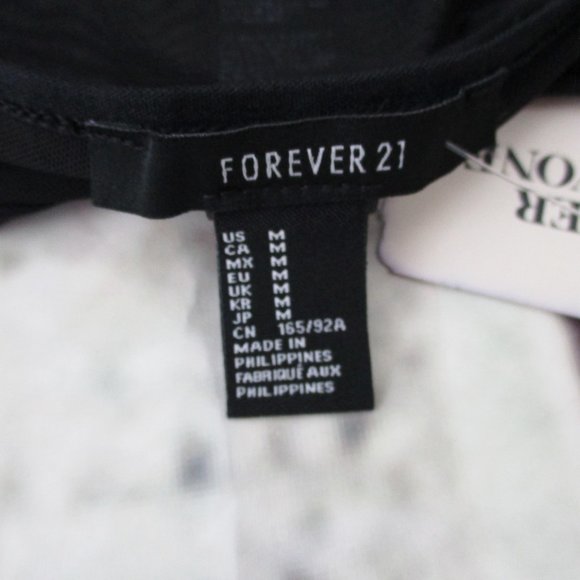 FOREVER 21
US M
CA M
MX M
EU M
UK M
KR M
JP M
CN 165/92A
MADE IN
PHILIPPINES
FABRIQUÉ AUX
PHILIPPINES